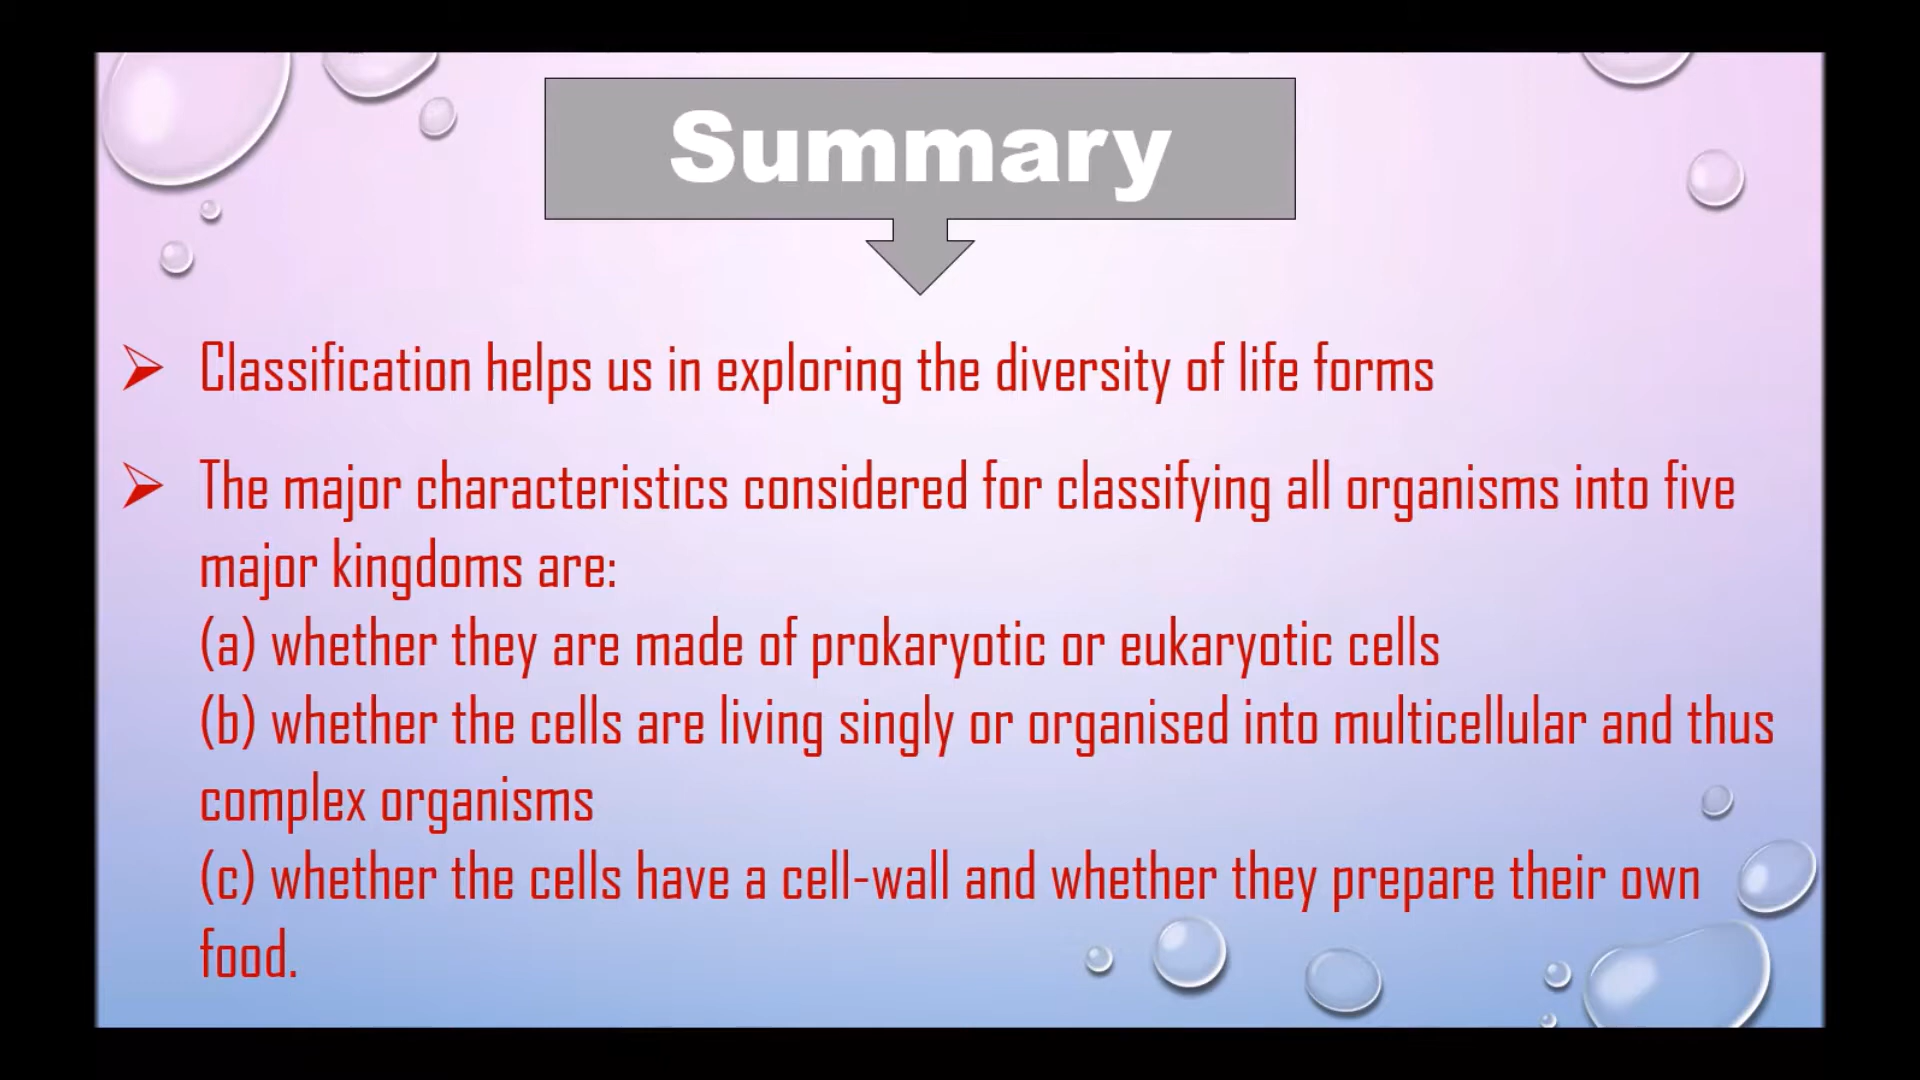 Summary
Classification helps us in exploring the diversity of life forms
The major characteristics considered for classifying all organisms into five
major kingdoms are:
(a) whether they are made of prokaryotic or eukaryotic cells
(b) whether the cells are living singly or organised into multicellular and thus
complex organisms
(c) whether the cells have a cell-wall and whether they prepare their own
food.